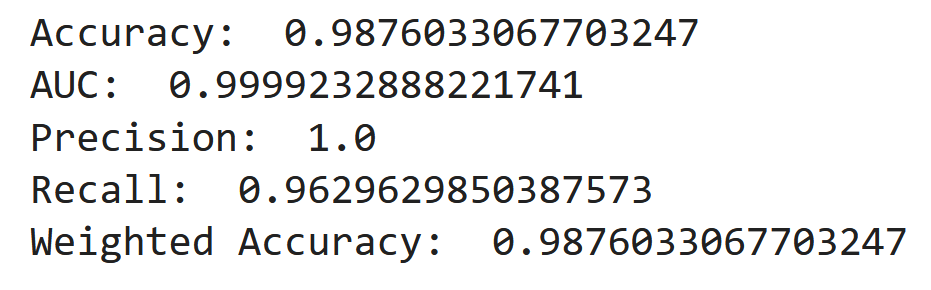 Accuracy:  0.9876033067703247
AUC:  0.9999232888221741
Precision:  1.0
Recall:  0.9629629850387573
Weighted Accuracy:  0.9876033067703247